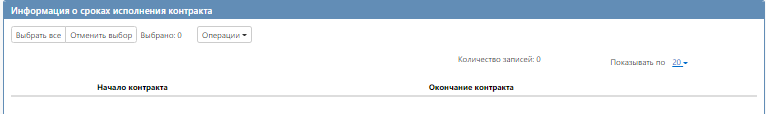 Информация о сроках исполнения контракта
Выбрать все Отменить выбор Выбрано: 0 Операции
Количество записей: 0 Показывать по 20
Начало контракта Окончание контракта